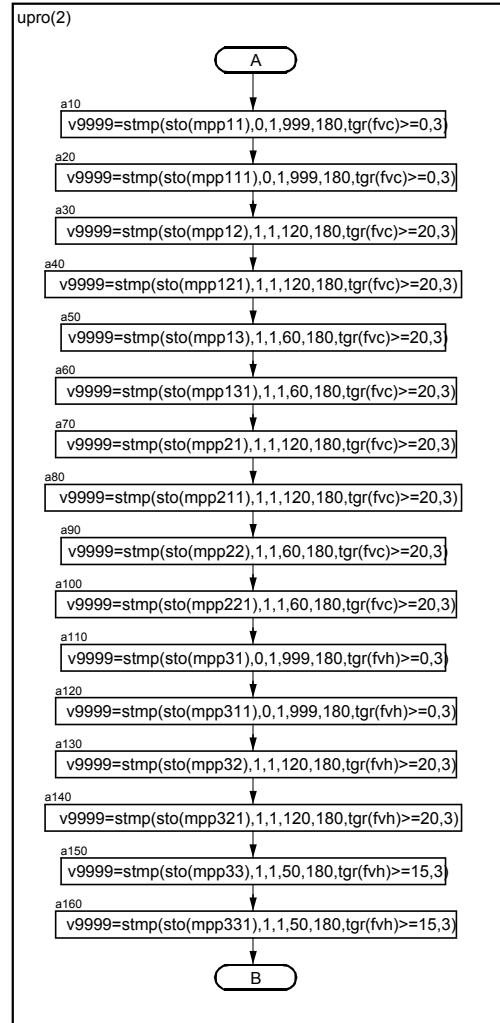 upro(2)
A
a10
v9999=stmp(sto(mpp11),0,1,999,180,tgr(fvc)>=0,3)
a20
v9999=stmp(sto(mpp111),0,1,999,180,tgr(fvc)>=0,3)
a30
v9999=stmp(sto(mpp12),1,1,120,180,tgr(fvc)>=20,3)
a40
v9999=stmp(sto(mpp121),1,1,120,180,tgr(fvc)>=20,3)
a50
v9999=stmp(sto(mpp13),1,1,60,180,tgr(fvc)>=20,3)
a60
v9999=stmp(sto(mpp131),1,1,60,180,tgr(fvc)>=20,3)
a70
v9999=stmp(sto(mpp21),1,1,120,180,tgr(fvc)>=20,3)
a80
v9999=stmp(sto(mpp211),1,1,120,180,tgr(fvc)>=20,3)
a90
v9999=stmp(sto(mpp22),1,1,60,180,tgr(fvc)>=20,3)
a100
v9999=stmp(sto(mpp221),1,1,60,180,tgr(fvc)>=20,3)
a110
v9999=stmp(sto(mpp31),0,1,999,180,tgr(fvh)>=0,3)
a120
v9999=stmp(sto(mpp311),0,1,999,180,tgr(fvh)>=0,3)
a130
v9999=stmp(sto(mpp32),1,1,120,180,tgr(fvh)>=20,3)
a140
v9999=stmp(sto(mpp321),1,1,120,180,tgr(fvh)>=20,3)
a150
v9999=stmp(sto(mpp33),1,1,50,180,tgr(fvh)>=15,3)
a160
v9999=stmp(sto(mpp331),1,1,50,180,tgr(fvh)>=15,3)
B